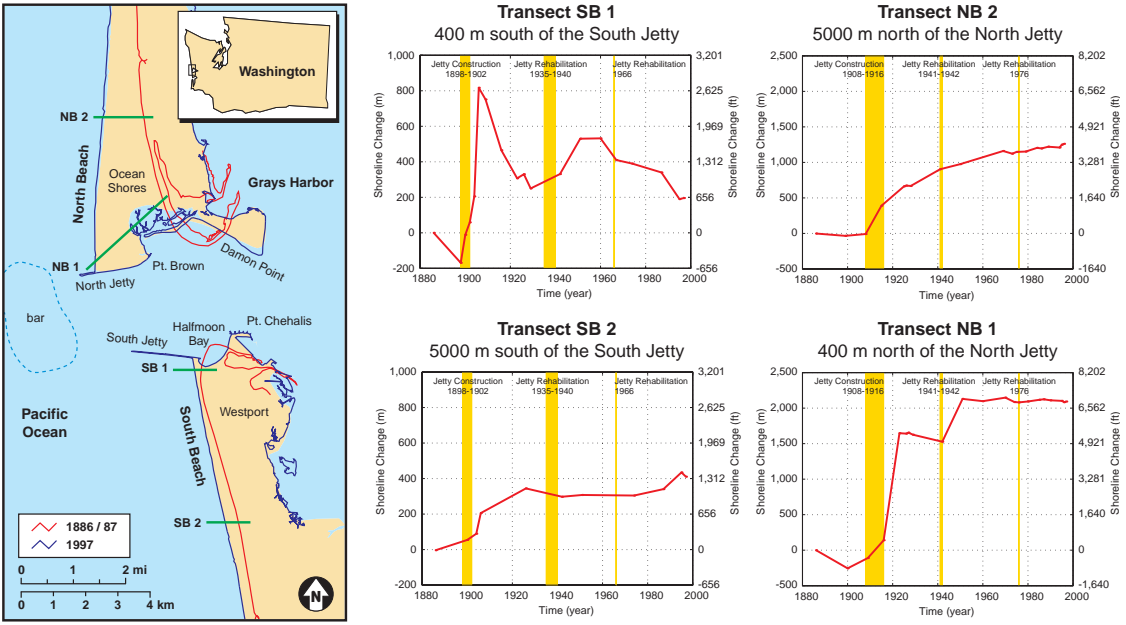 Washington
NB 2
North Beach
Ocean
Shores
Grays Harbor
NB 1
Pt. Brown
Damon Point
North Jetty
bar
Halfmoon
Bay
Pt. Chehalis
South Jetty
SB 1
Westport
Pacific
Ocean
South Beach
SB 2
1886 / 87
1997
0 1 2 mi
0 1 2 3 4 km
N
Transect SB 1
400 m south of the South Jetty
Jetty Construction
1898-1902
Jetty Rehabilitation
1935-1940
Jetty Rehabilitation
1966
Shoreline Change (m)
1,000
800
600
400
200
0
-200
3,201
2,625
1,969
1,312
656
0
-656
Shoreline Change (ft)
1880 1900 1920 1940 1960 1980 2000
Time (year)
Transect NB 2
5000 m north of the North Jetty
Jetty Construction
1908-1916
Jetty Rehabilitation
1941-1942
Jetty Rehabilitation
1976
Shoreline Change (m)
2,500
2,000
1,500
1,000
500
0
-500
8,202
6,562
4,921
3,281
1,640
0
-1640
Shoreline Change (ft)
1880 1900 1920 1940 1960 1980 2000
Time (year)
Transect SB 2
5000 m south of the South Jetty
Jetty Construction
1898-1902
Jetty Rehabilitation
1935-1940
Jetty Rehabilitation
1966
Shoreline Change (m)
1,000
800
600
400
200
0
-200
3,201
2,625
1,969
1,312
656
0
-656
Shoreline Change (ft)
1880 1900 1920 1940 1960 1980 2000
Time (year)
Transect NB 1
400 m north of the North Jetty
Jetty Construction
1908-1916
Jetty Rehabilitation
1941-1942
Jetty Rehabilitation
1976
Shoreline Change (m)
2,500
2,000
1,500
1,000
500
0
-500
8,202
6,562
4,921
3,281
1,640
0
-1,640
Shoreline Change (ft)
1880 1900 1920 1940 1960 1980 2000
Time (year)